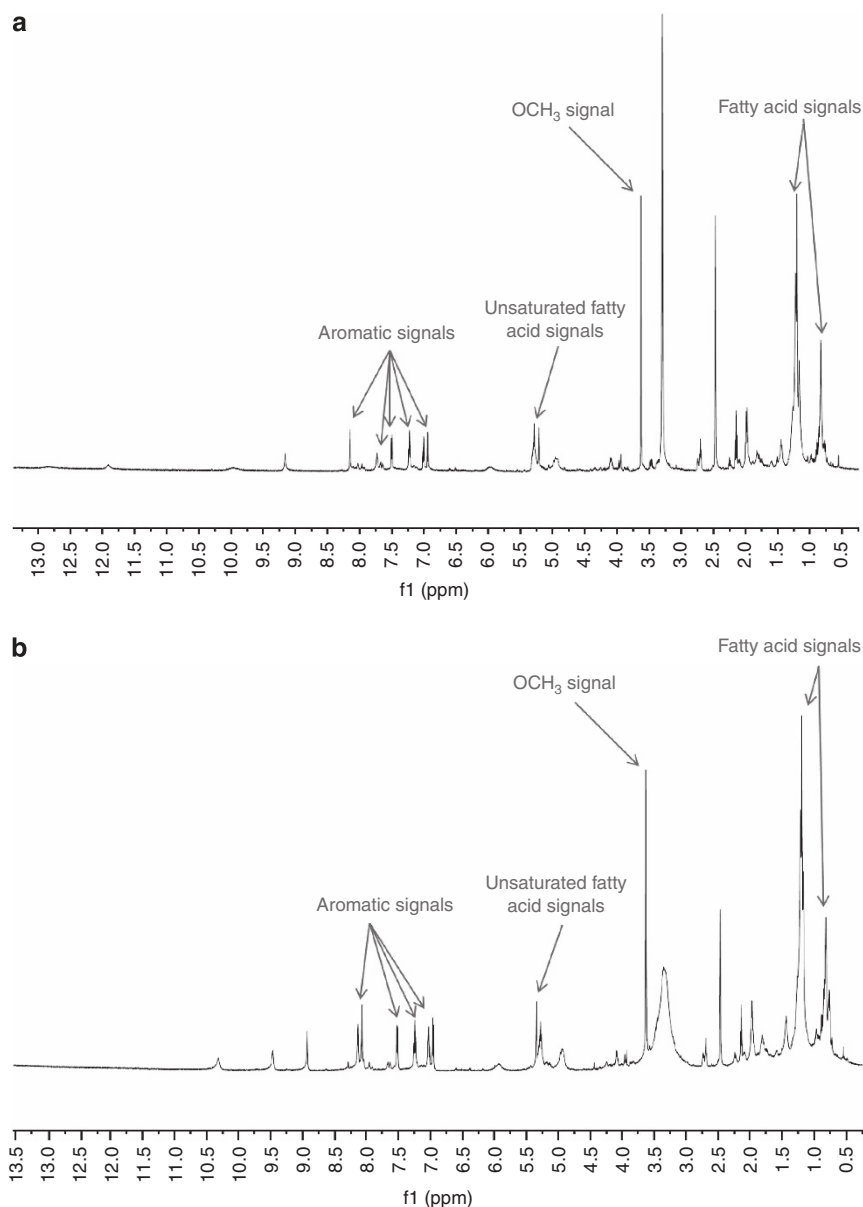 a
Fatty acid signals
OCH₃ signal
Unsaturated fatty
acid signals
Aromatic signals
13.0 12.5 12.0 11.5 11.0 10.5 10.0 9.5 9.0 8.5 8.0 7.5 7.0 6.5 6.0 5.5 5.0 4.5 4.0 3.5 3.0 2.5 2.0 1.5 1.0 0.5
f1 (ppm)
b
Fatty acid signals
OCH₃ signal
Unsaturated fatty
acid signals
Aromatic signals
13.5 13.0 12.5 12.0 11.5 11.0 10.5 10.0 9.5 9.0 8.5 8.0 7.5 7.0 6.5 6.0 5.5 5.0 4.5 4.0 3.5 3.0 2.5 2.0 1.5 1.0 0.5
f1 (ppm)